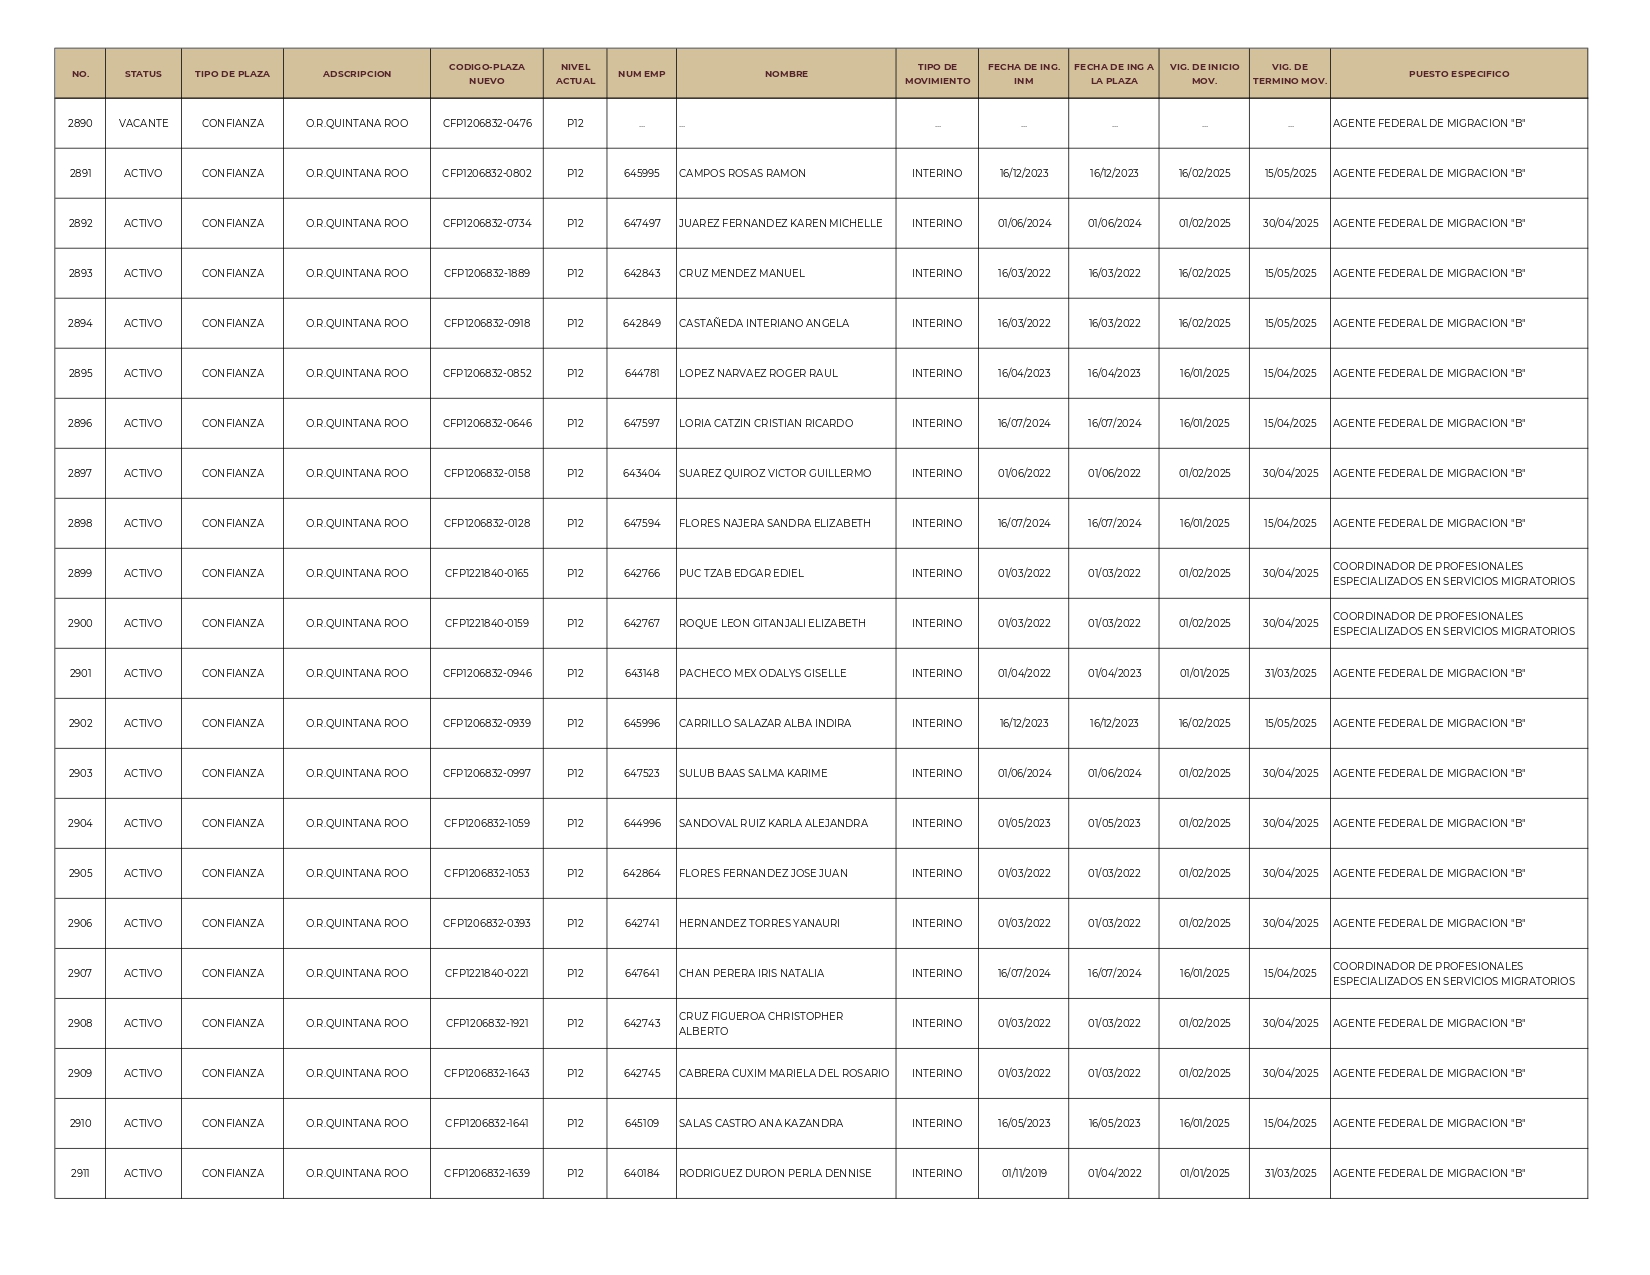 NO. STATUS TIPO DE PLAZA ADSCRIPCION CODIGO-PLAZA NUEVO NIVEL ACTUAL NUM EMP NOMBRE TIPO DE MOVIMIENTO FECHA DE ING. INM FECHA DE ING A LA PLAZA VIG. DE INICIO MOV. VIG. DE TERMINO MOV. PUESTO ESPECIFICO
2890 VACANTE CONFIANZA O.R.QUINTANA ROO CFP1206832-0476 P12 ... ... ... ... ... ... ... AGENTE FEDERAL DE MIGRACION "B"
2891 ACTIVO CONFIANZA O.R.QUINTANA ROO CFP1206832-0802 P12 645995 CAMPOS ROSAS RAMON INTERINO 16/12/2023 16/12/2023 16/02/2025 15/05/2025 AGENTE FEDERAL DE MIGRACION "B"
2892 ACTIVO CONFIANZA O.R.QUINTANA ROO CFP1206832-0734 P12 647497 JUAREZ FERNANDEZ KAREN MICHELLE INTERINO 01/06/2024 01/06/2024 01/02/2025 30/04/2025 AGENTE FEDERAL DE MIGRACION "B"
2893 ACTIVO CONFIANZA O.R.QUINTANA ROO CFP1206832-1889 P12 642843 CRUZ MENDEZ MANUEL INTERINO 16/03/2022 16/03/2022 16/02/2025 15/05/2025 AGENTE FEDERAL DE MIGRACION "B"
2894 ACTIVO CONFIANZA O.R.QUINTANA ROO CFP1206832-0918 P12 642849 CASTAÑEDA INTERIANO ANGELA INTERINO 16/03/2022 16/03/2022 16/02/2025 15/05/2025 AGENTE FEDERAL DE MIGRACION "B"
2895 ACTIVO CONFIANZA O.R.QUINTANA ROO CFP1206832-0852 P12 644781 LOPEZ NARVAEZ ROGER RAUL INTERINO 16/04/2023 16/04/2023 16/01/2025 15/04/2025 AGENTE FEDERAL DE MIGRACION "B"
2896 ACTIVO CONFIANZA O.R.QUINTANA ROO CFP1206832-0646 P12 647597 LORIA CATZIN CRISTIAN RICARDO INTERINO 16/07/2024 16/07/2024 16/01/2025 15/04/2025 AGENTE FEDERAL DE MIGRACION "B"
2897 ACTIVO CONFIANZA O.R.QUINTANA ROO CFP1206832-0158 P12 643404 SUAREZ QUIROZ VICTOR GUILLERMO INTERINO 01/06/2022 01/06/2022 01/02/2025 30/04/2025 AGENTE FEDERAL DE MIGRACION "B"
2898 ACTIVO CONFIANZA O.R.QUINTANA ROO CFP1206832-0128 P12 647594 FLORES NAJERA SANDRA ELIZABETH INTERINO 16/07/2024 16/07/2024 16/01/2025 15/04/2025 AGENTE FEDERAL DE MIGRACION "B"
2899 ACTIVO CONFIANZA O.R.QUINTANA ROO CFP1221840-0165 P12 642766 PUC TZAB EDGAR EDIEL INTERINO 01/03/2022 01/03/2022 01/02/2025 30/04/2025 COORDINADOR DE PROFESIONALES ESPECIALIZADOS EN SERVICIOS MIGRATORIOS
2900 ACTIVO CONFIANZA O.R.QUINTANA ROO CFP1221840-0159 P12 642767 ROQUE LEON GITANJALI ELIZABETH INTERINO 01/03/2022 01/03/2022 01/02/2025 30/04/2025 COORDINADOR DE PROFESIONALES ESPECIALIZADOS EN SERVICIOS MIGRATORIOS
2901 ACTIVO CONFIANZA O.R.QUINTANA ROO CFP1206832-0946 P12 643148 PACHECO MEX ODALYS GISELLE INTERINO 01/04/2022 01/04/2023 01/01/2025 31/03/2025 AGENTE FEDERAL DE MIGRACION "B"
2902 ACTIVO CONFIANZA O.R.QUINTANA ROO CFP1206832-0939 P12 645996 CARRILLO SALAZAR ALBA INDIRA INTERINO 16/12/2023 16/12/2023 16/02/2025 15/05/2025 AGENTE FEDERAL DE MIGRACION "B"
2903 ACTIVO CONFIANZA O.R.QUINTANA ROO CFP1206832-0997 P12 647523 SULUB BAAS SALMA KARIME INTERINO 01/06/2024 01/06/2024 01/02/2025 30/04/2025 AGENTE FEDERAL DE MIGRACION "B"
2904 ACTIVO CONFIANZA O.R.QUINTANA ROO CFP1206832-1059 P12 644996 SANDOVAL RUIZ KARLA ALEJANDRA INTERINO 01/05/2023 01/05/2023 01/02/2025 30/04/2025 AGENTE FEDERAL DE MIGRACION "B"
2905 ACTIVO CONFIANZA O.R.QUINTANA ROO CFP1206832-1053 P12 642864 FLORES FERNANDEZ JOSE JUAN INTERINO 01/03/2022 01/03/2022 01/02/2025 30/04/2025 AGENTE FEDERAL DE MIGRACION "B"
2906 ACTIVO CONFIANZA O.R.QUINTANA ROO CFP1206832-0393 P12 642741 HERNANDEZ TORRES YANAURI INTERINO 01/03/2022 01/03/2022 01/02/2025 30/04/2025 AGENTE FEDERAL DE MIGRACION "B"
2907 ACTIVO CONFIANZA O.R.QUINTANA ROO CFP1221840-0221 P12 647641 CHAN PERERA IRIS NATALIA INTERINO 16/07/2024 16/07/2024 16/01/2025 15/04/2025 COORDINADOR DE PROFESIONALES ESPECIALIZADOS EN SERVICIOS MIGRATORIOS
2908 ACTIVO CONFIANZA O.R.QUINTANA ROO CFP1206832-1921 P12 642743 CRUZ FIGUEROA CHRISTOPHER ALBERTO INTERINO 01/03/2022 01/03/2022 01/02/2025 30/04/2025 AGENTE FEDERAL DE MIGRACION "B"
2909 ACTIVO CONFIANZA O.R.QUINTANA ROO CFP1206832-1643 P12 642745 CABRERA CUXIM MARIELA DEL ROSARIO INTERINO 01/03/2022 01/03/2022 01/02/2025 30/04/2025 AGENTE FEDERAL DE MIGRACION "B"
2910 ACTIVO CONFIANZA O.R.QUINTANA ROO CFP1206832-1641 P12 645109 SALAS CASTRO ANA KAZANDRA INTERINO 16/05/2023 16/05/2023 16/01/2025 15/04/2025 AGENTE FEDERAL DE MIGRACION "B"
2911 ACTIVO CONFIANZA O.R.QUINTANA ROO CFP1206832-1639 P12 640184 RODRIGUEZ DURON PERLA DENNISE INTERINO 01/11/2019 01/04/2022 01/01/2025 31/03/2025 AGENTE FEDERAL DE MIGRACION "B"